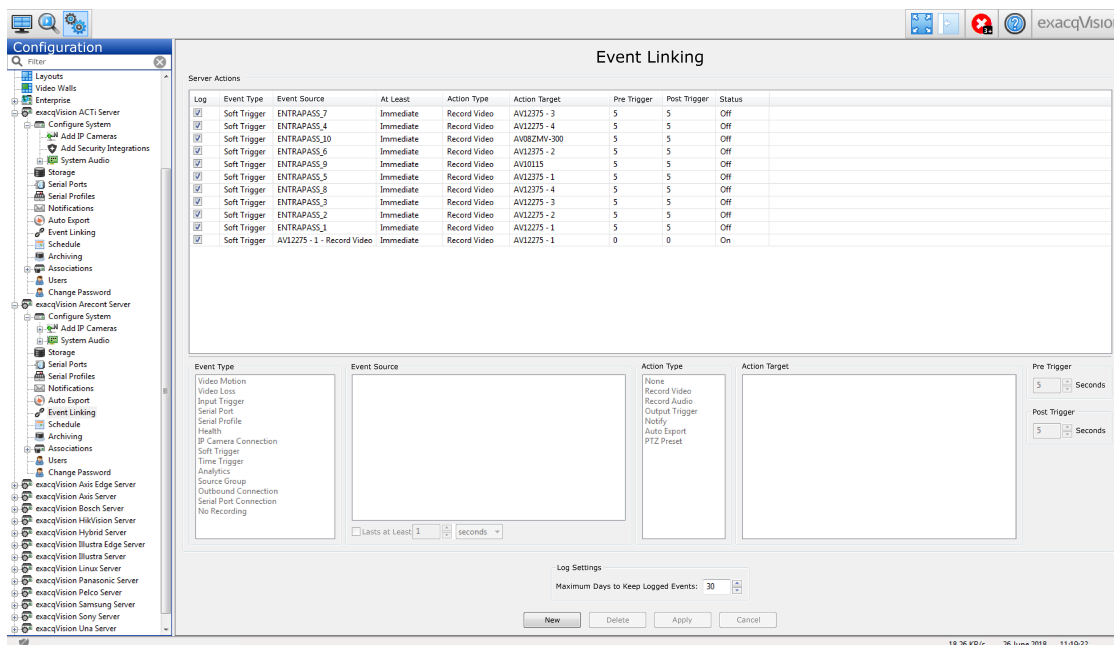 exacqVisio
Configuration
Filter
Layouts
Video Walls
Enterprise
exacqVision ACTi Server
Configure System
Add IP Cameras
Add Security Integrations
System Audio
Storage
Serial Ports
Serial Profiles
Notifications
Auto Export
Event Linking
Schedule
Archiving
Associations
Users
Change Password
exacqVision Arecont Server
Configure System
Add IP Cameras
System Audio
Storage
Serial Ports
Serial Profiles
Notifications
Auto Export
Event Linking
Schedule
Archiving
Associations
Users
Change Password
exacqVision Axis Edge Server
exacqVision Axis Server
exacqVision Bosch Server
exacqVision HikVision Server
exacqVision Hybrid Server
exacqVision Illustra Edge Server
exacqVision Illustra Server
exacqVision Linux Server
exacqVision Panasonic Server
exacqVision Pelco Server
exacqVision Samsung Server
exacqVision Sony Server
exacqVision Una Server
Event Linking
Server Actions
Log Event Type Event Source At Least Action Type Action Target Pre Trigger Post Trigger Status
Soft Trigger ENTRAPASS_7 Immediate Record Video AV12375 - 3 5 5 Off
Soft Trigger ENTRAPASS_4 Immediate Record Video AV12275 - 4 5 5 Off
Soft Trigger ENTRAPASS_10 Immediate Record Video AV08ZMV-300 5 5 Off
Soft Trigger ENTRAPASS_6 Immediate Record Video AV12375 - 2 5 5 Off
Soft Trigger ENTRAPASS_9 Immediate Record Video AV10115 5 5 Off
Soft Trigger ENTRAPASS_5 Immediate Record Video AV12375 - 1 5 5 Off
Soft Trigger ENTRAPASS_8 Immediate Record Video AV12375 - 4 5 5 Off
Soft Trigger ENTRAPASS_3 Immediate Record Video AV12275 - 3 5 5 Off
Soft Trigger ENTRAPASS_2 Immediate Record Video AV12275 - 2 5 5 Off
Soft Trigger ENTRAPASS_1 Immediate Record Video AV12275 - 1 5 5 Off
Soft Trigger AV12275 - 1 - Record Video Immediate Record Video AV12275 - 1 0 0 On
Event Type
Video Motion
Video Loss
Input Trigger
Serial Port
Serial Profile
Health
IP Camera Connection
Soft Trigger
Time Trigger
Analytics
Source Group
Outbound Connection
Serial Port Connection
No Recording
Event Source
Lasts at Least 1 seconds
Action Type
None
Record Video
Record Audio
Output Trigger
Notify
Auto Export
PTZ Preset
Action Target
Pre Trigger
5 Seconds
Post Trigger
5 Seconds
Log Settings
Maximum Days to Keep Logged Events: 30
New Delete Apply Cancel
18.26 KB/s 26 June 2018 11:19:32